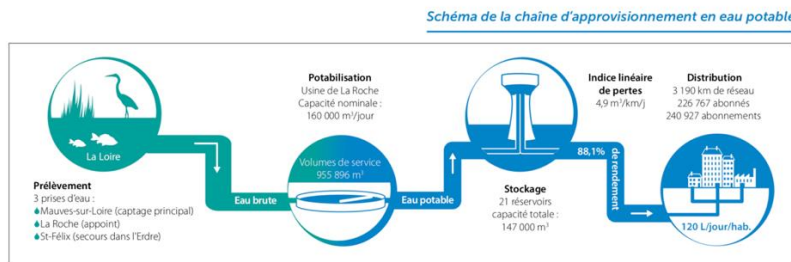 Schéma de la chaîne d'approvisionnement en eau potable
La Loire
Prélèvement
3 prises d'eau :
Mauves-sur-Loire (captage principal)
La Roche (appoint)
St-Félix (secours dans l'Erdre)
Eau brute
Potabilisation
Usine de La Roche
Capacité nominale :
160 000 m³/jour
Volumes de service
955 896 m³
Eau potable
Stockage
21 réservoirs
capacité totale :
147 000 m³
Indice linéaire
de pertes
4,9 m³/km/j
88,1%
de rendement
Distribution
3 190 km de réseau
226 767 abonnés
240 927 abonnements
120 L/jour/hab.